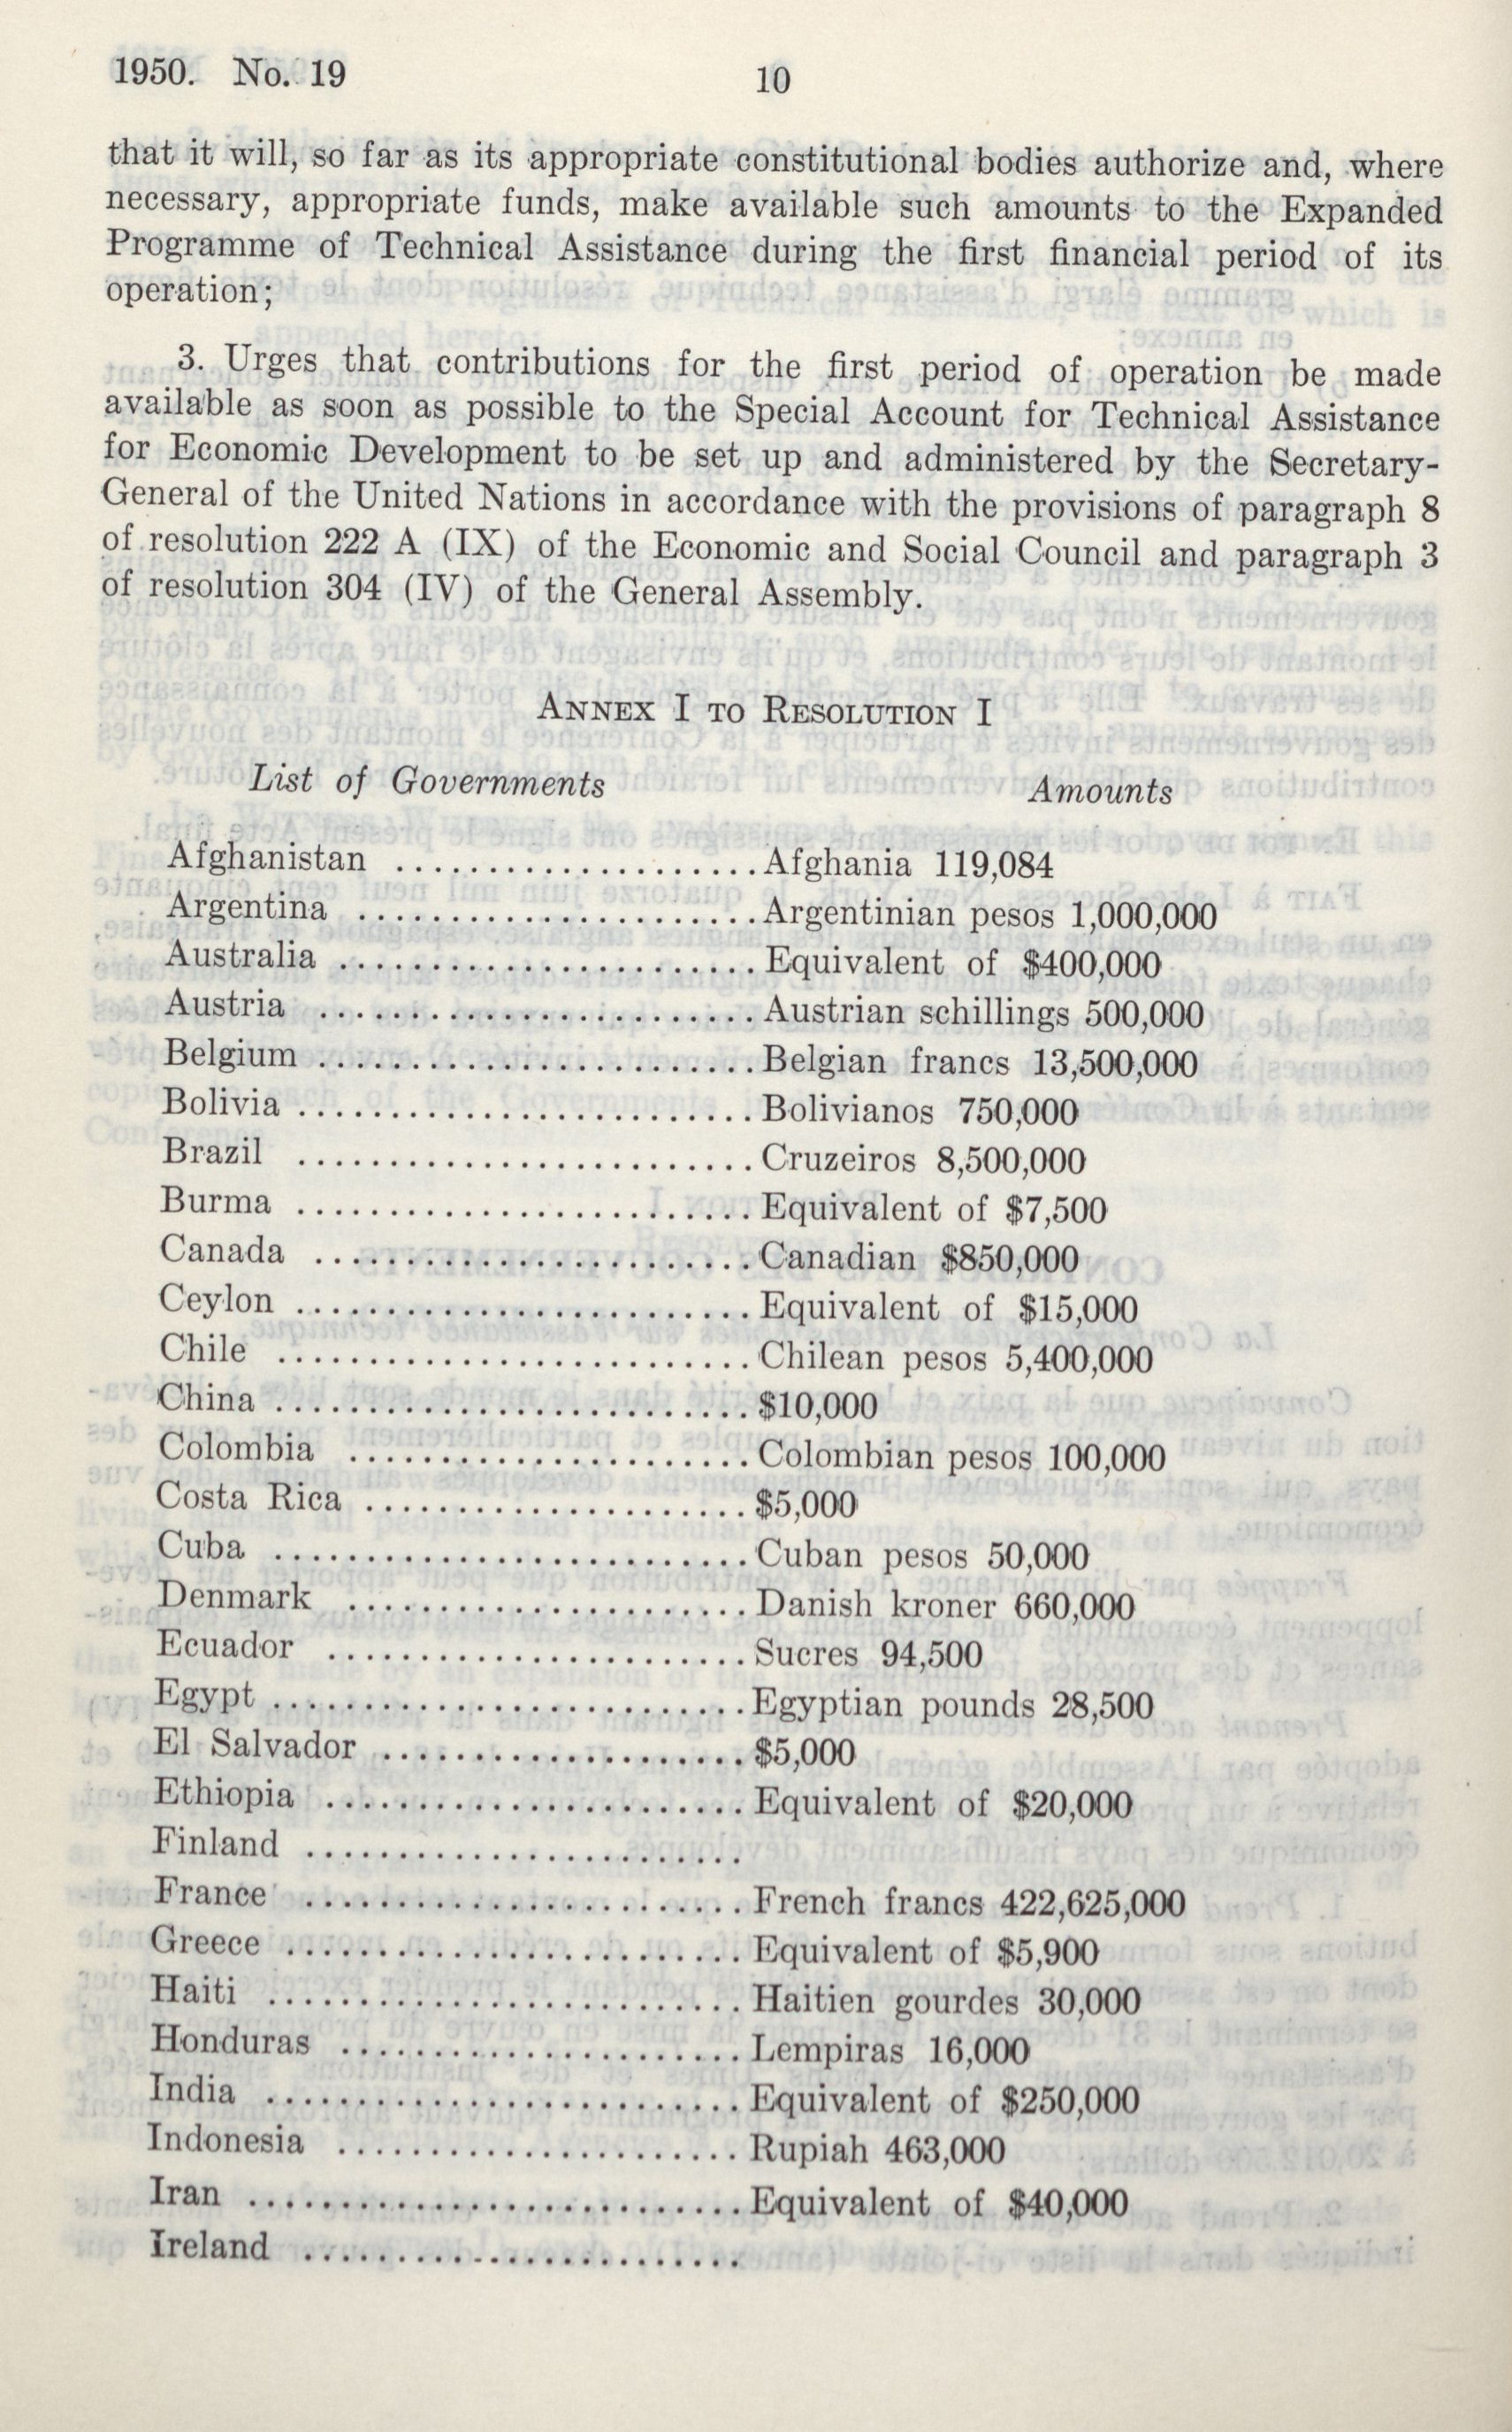 1950. No. 19
10
that it will, so far as its appropriate constitutional bodies authorize and, where
necessary, appropriate funds, make available such amounts to the Expanded
Programme of Technical Assistance during the first financial period of its
operation;
3. Urges that contributions for the first period of operation be made
available as soon as possible to the Special Account for Technical Assistance
for Economic Development to be set up and administered by the Secretary-
General of the United Nations in accordance with the provisions of paragraph 8
of resolution 222 A (IX) of the Economic and Social Council and paragraph 3
of resolution 304 (IV) of the General Assembly.
ANNEX I TO RESOLUTION I
List of Governments Amounts
Afghanistan .................... Afghania 119,084
Argentina ...................... Argentinian pesos 1,000,000
Australia ....................... Equivalent of $400,000
Austria ........................ Austrian schillings 500,000
Belgium ........................ Belgian francs 13,500,000
Bolivia ......................... Bolivianos 750,000
Brazil ......................... Cruzeiros 8,500,000
Burma ......................... Equivalent of $7,500
Canada ........................ Canadian $850,000
Ceylon ......................... Equivalent of $15,000
Chile .......................... Chilean pesos 5,400,000
China .......................... $10,000
Colombia ...................... Colombian pesos 100,000
Costa Rica ..................... $5,000
Cuba .......................... Cuban pesos 50,000
Denmark ...................... Danish kroner 660,000
Ecuador ....................... Sucres 94,500
Egypt .......................... Egyptian pounds 28,500
El Salvador .................... $5,000
Ethiopia ....................... Equivalent of $20,000
Finland ........................
France ........................ French francs 422,625,000
Greece ......................... Equivalent of $5,900
Haiti .......................... Haitien gourdes 30,000
Honduras ...................... Lempiras 16,000
India .......................... Equivalent of $250,000
Indonesia ...................... Rupiah 463,000
Iran ........................... Equivalent of $40,000
Ireland ........................